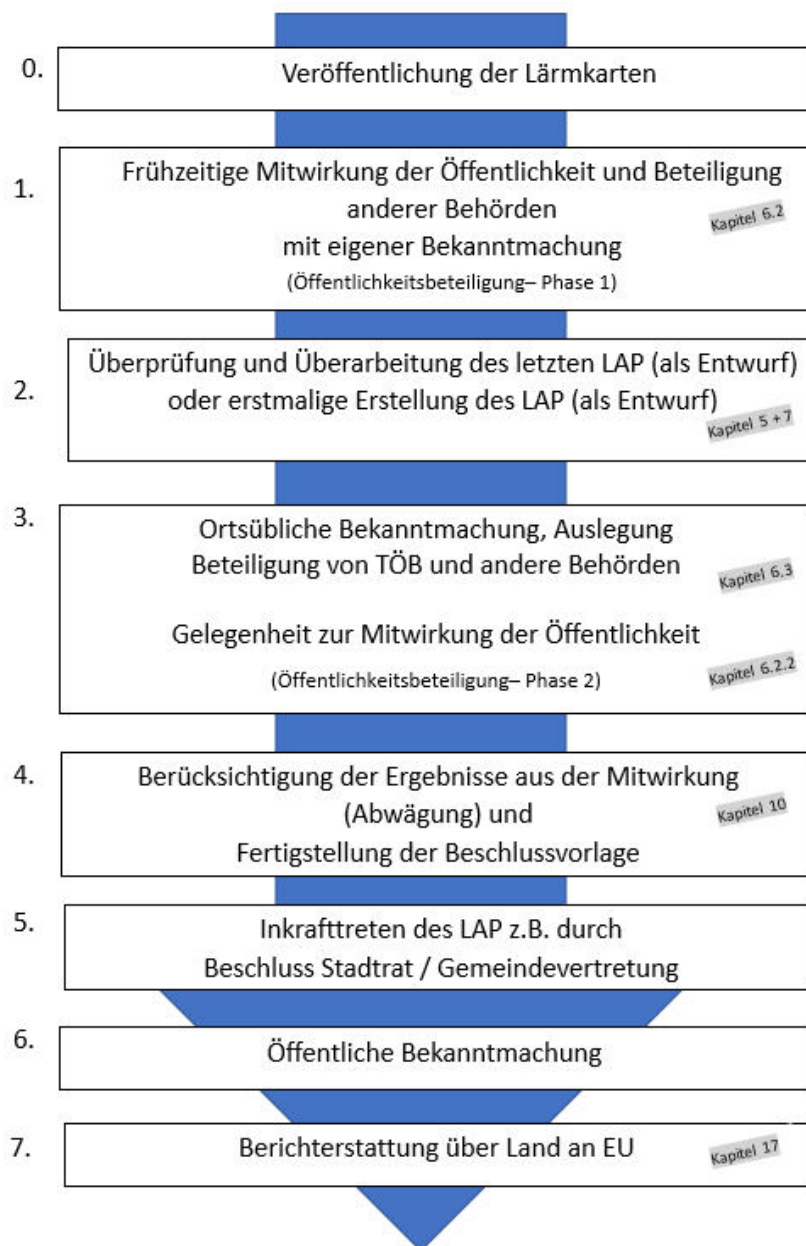 0.
Veröffentlichung der Lärmkarten
1.
Frühzeitige Mitwirkung der Öffentlichkeit und Beteiligung
anderer Behörden
Kapitel 6.2
mit eigener Bekanntmachung
(Öffentlichkeitsbeteiligung– Phase 1)
2.
Überprüfung und Überarbeitung des letzten LAP (als Entwurf)
oder erstmalige Erstellung des LAP (als Entwurf)
Kapitel 5 + 7
3.
Ortsübliche Bekanntmachung, Auslegung
Beteiligung von TÖB und andere Behörden
Kapitel 6.3
Gelegenheit zur Mitwirkung der Öffentlichkeit
(Öffentlichkeitsbeteiligung– Phase 2)
Kapitel 6.2.2
4.
Berücksichtigung der Ergebnisse aus der Mitwirkung
(Abwägung) und
Kapitel 10
Fertigstellung der Beschlussvorlage
5.
Inkrafttreten des LAP z.B. durch
Beschluss Stadtrat / Gemeindevertretung
6.
Öffentliche Bekanntmachung
7.
Berichterstattung über Land an EU
Kapitel 17